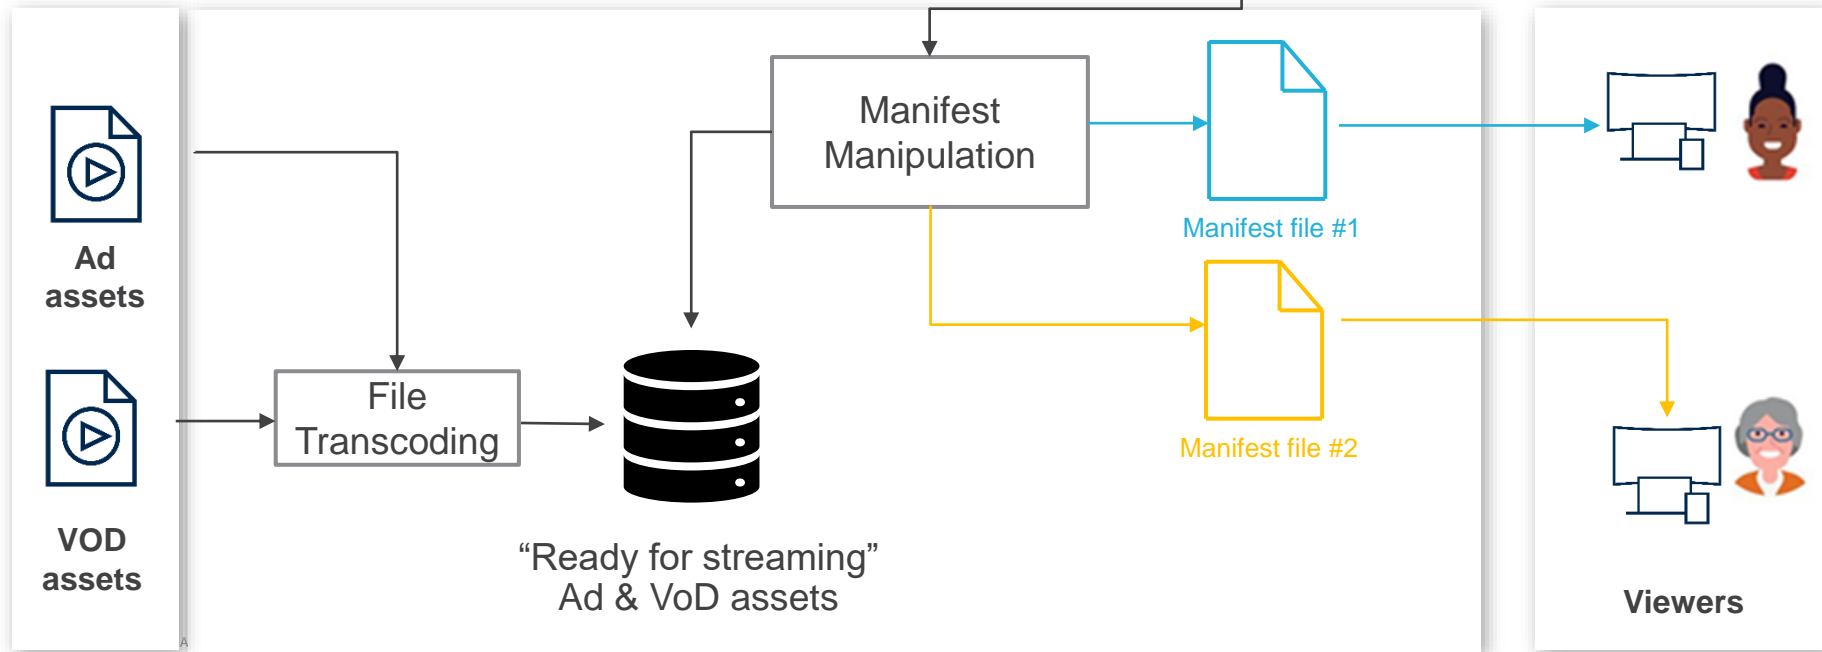 Ad
assets
VOD
assets
File
Transcoding
“Ready for streaming”
Ad & VoD assets
Manifest
Manipulation
Manifest file #1
Manifest file #2
Viewers
A